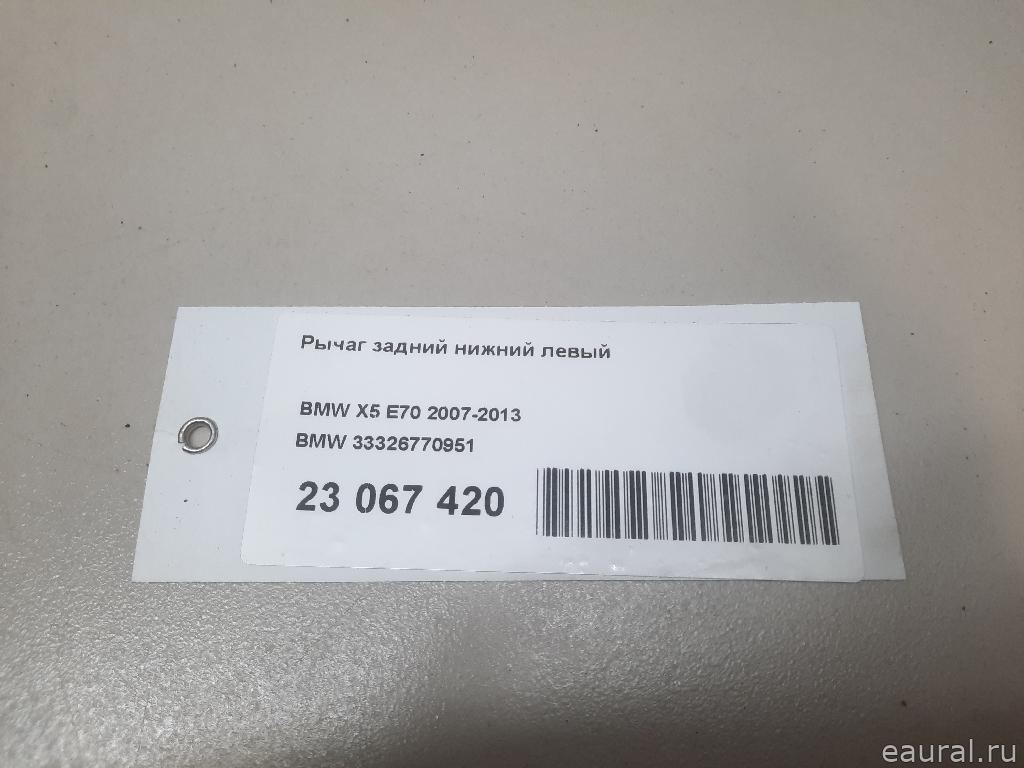 Рычаг задний нижний левый
BMW X5 E70 2007-2013
BMW 33326770951
23 067 420
eaural.ru